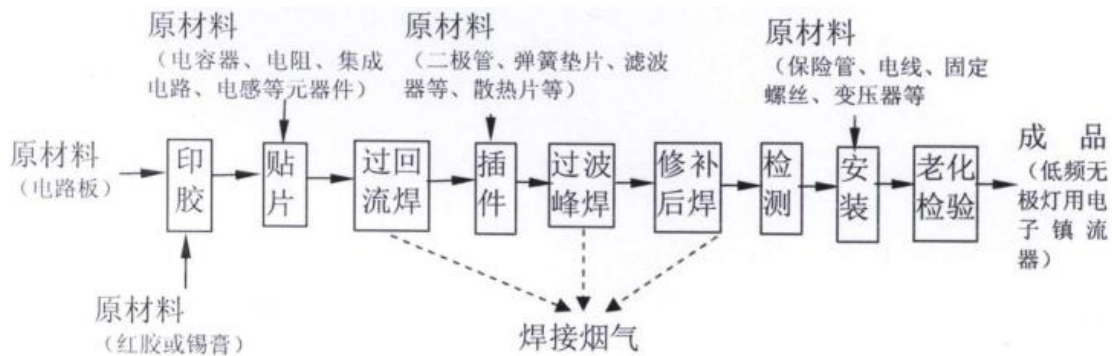 原材料
（电容器、电阻、集成
电路、电感等元器件）
原材料
（二极管、弹簧垫片、滤波
器等、散热片等）
原材料
（保险管、电线、固定
螺丝、变压器等
原材料
（电路板）
印
胶
贴
片
过回
流焊
插
件
过波
峰焊
修补
后焊
检
测
安
装
老化
检验
成品
（低频无
极灯用电
子镇流
器）
原材料
（红胶或锡膏）
焊接烟气